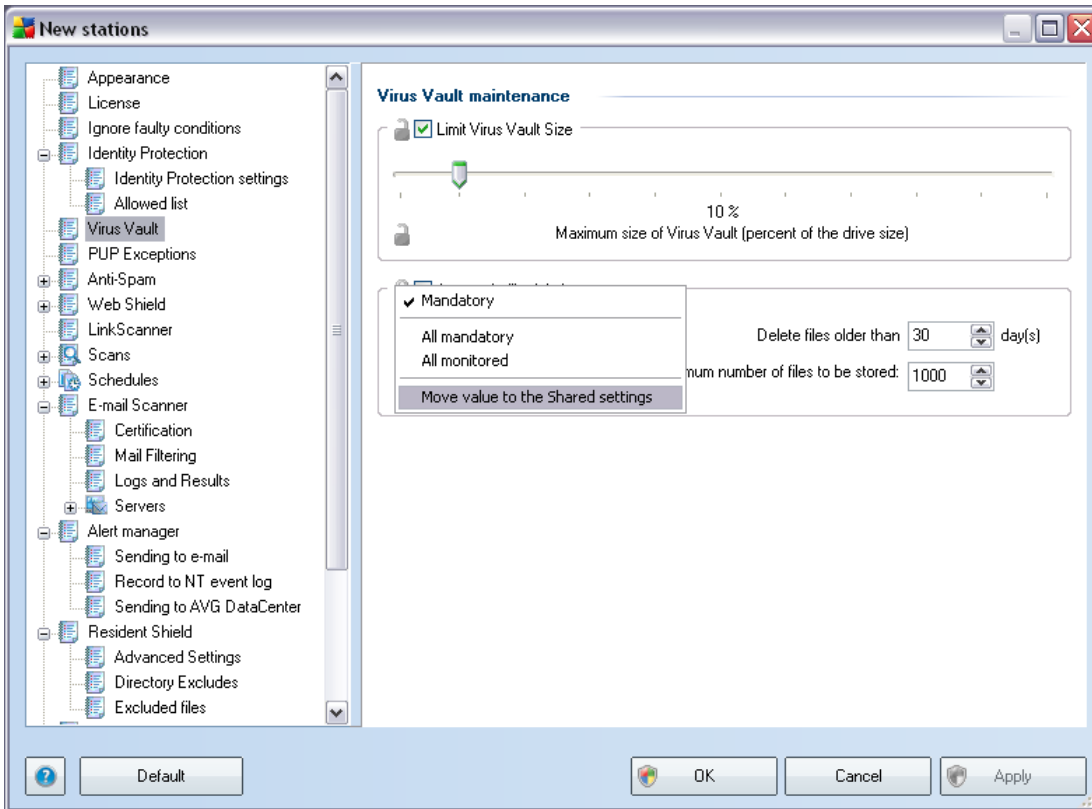 New stations
Appearance
License
Ignore faulty conditions
Identity Protection
Identity Protection settings
Allowed list
Virus Vault
PUP Exceptions
Anti-Spam
Web Shield
LinkScanner
Scans
Schedules
E-mail Scanner
Certification
Mail Filtering
Logs and Results
Servers
Alert manager
Sending to e-mail
Record to NT event log
Sending to AVG DataCenter
Resident Shield
Advanced Settings
Directory Excludes
Excluded files
Virus Vault maintenance
Limit Virus Vault Size
10 %
Maximum size of Virus Vault (percent of the drive size)
Mandatory
All mandatory
All monitored
Move value to the Shared settings
Delete files older than 30 day(s)
number of files to be stored: 1000
Default
OK
Cancel
Apply